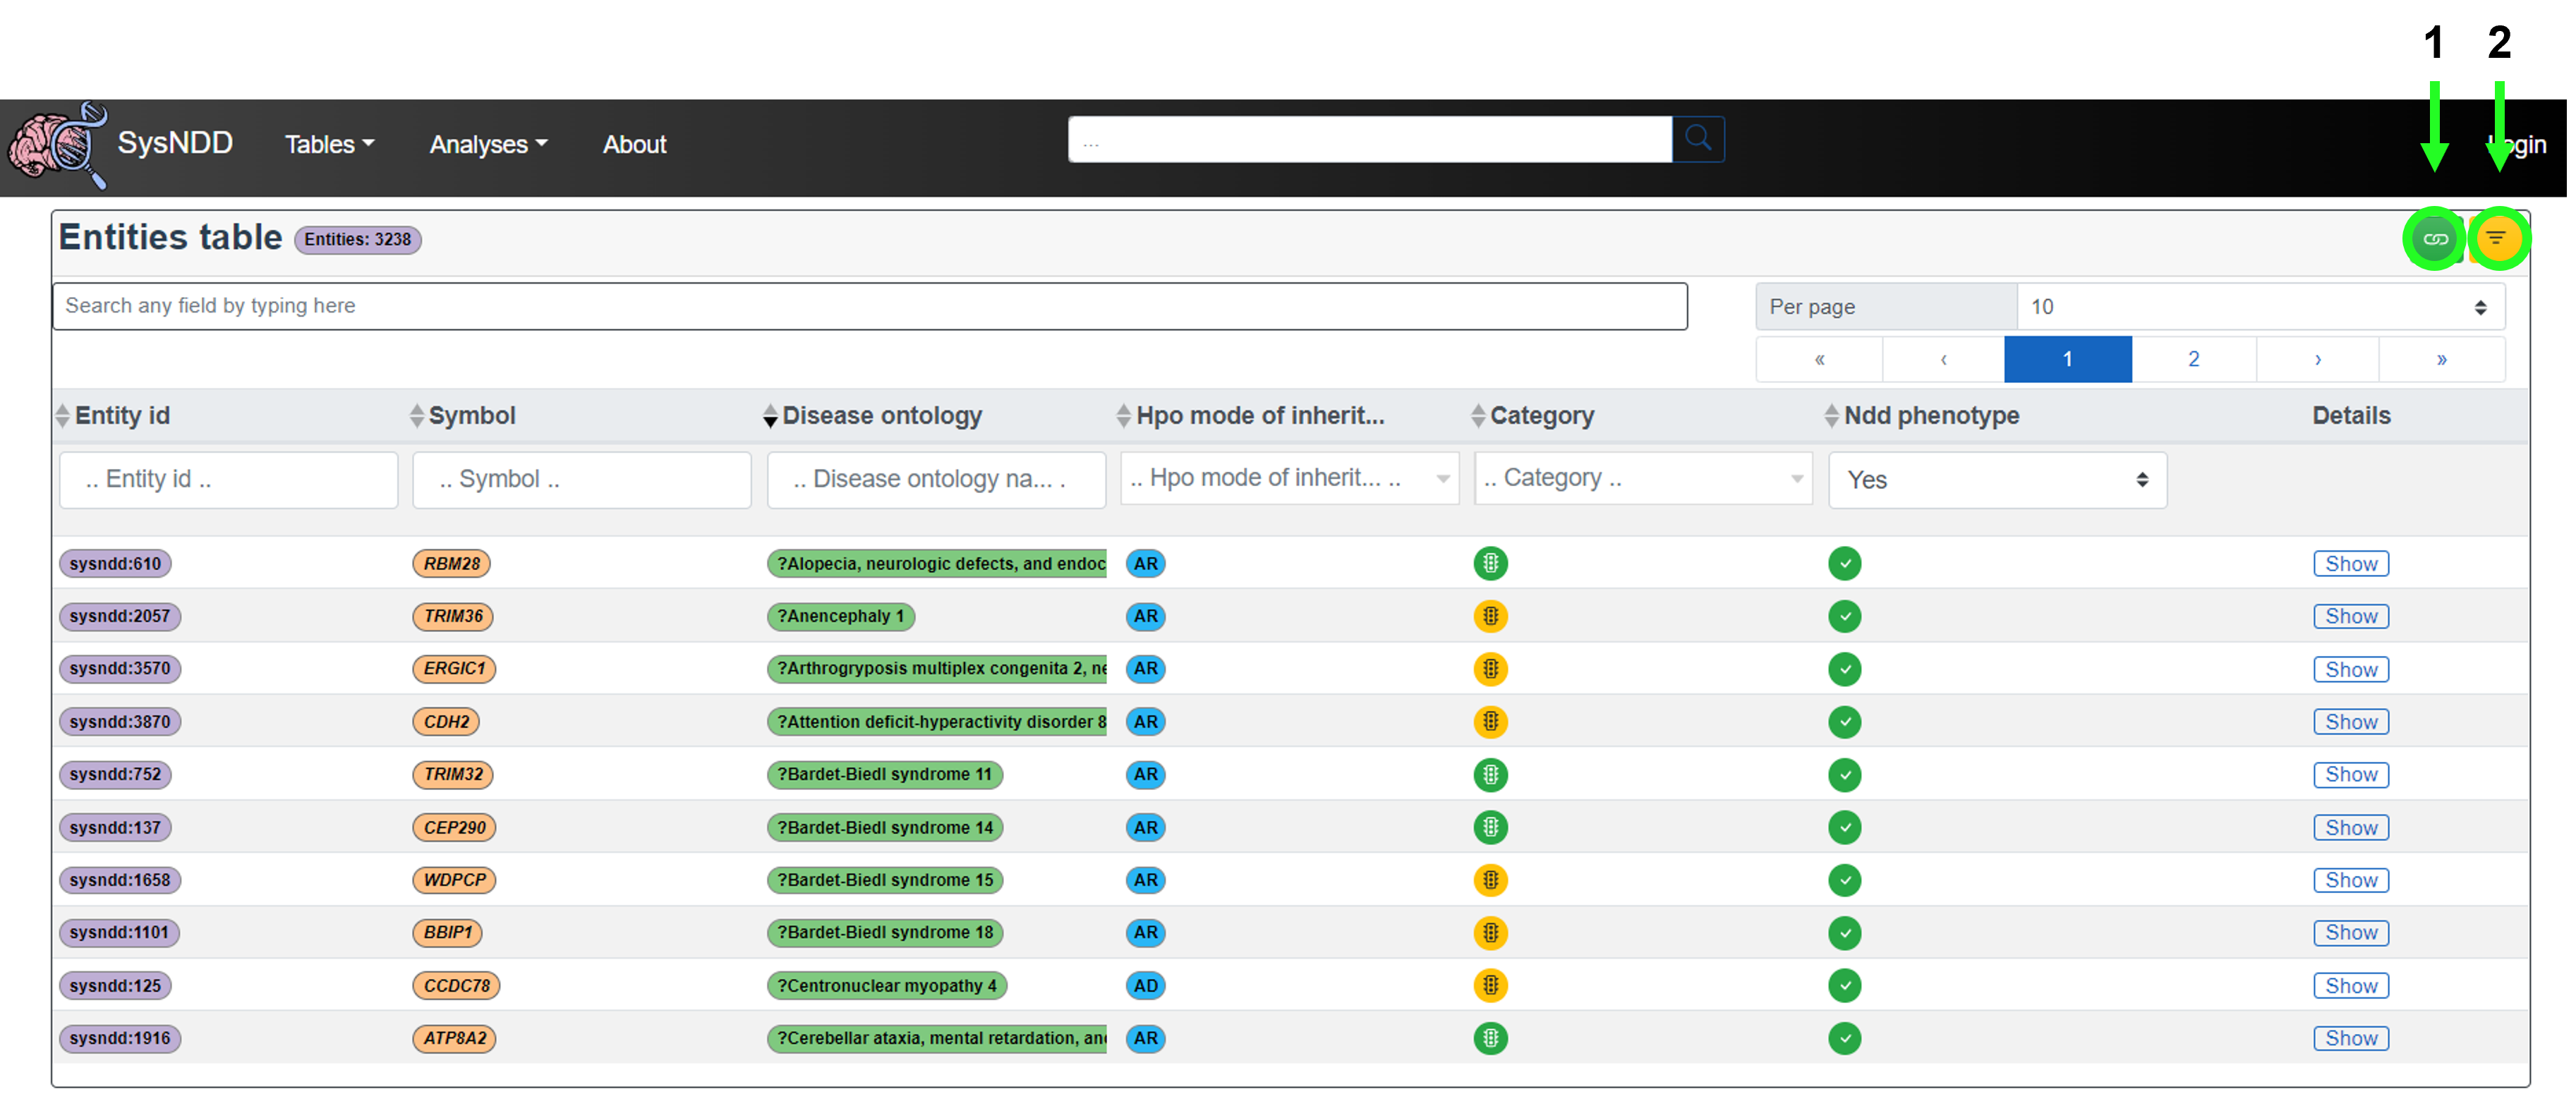 1 2
SysNDD Tables Analyses About ... Login
Entities table Entities: 3238
Search any field by typing here Per page 10
« ‹ 1 2 › »
Entity id Symbol Disease ontology Hpo mode of inherit... Category Ndd phenotype Details
.. Entity id .. .. Symbol .. .. Disease ontology na... . .. Hpo mode of inherit... .. .. Category .. Yes
sysndd:610 RBM28 ?Alopecia, neurologic defects, and endoc AR Show
sysndd:2057 TRIM36 ?Anencephaly 1 AR Show
sysndd:3570 ERGIC1 ?Arthrogryposis multiplex congenita 2, ne AR Show
sysndd:3870 CDH2 ?Attention deficit-hyperactivity disorder 8 AR Show
sysndd:752 TRIM32 ?Bardet-Biedl syndrome 11 AR Show
sysndd:137 CEP290 ?Bardet-Biedl syndrome 14 AR Show
sysndd:1658 WDPCP ?Bardet-Biedl syndrome 15 AR Show
sysndd:1101 BBIP1 ?Bardet-Biedl syndrome 18 AR Show
sysndd:125 CCDC78 ?Centronuclear myopathy 4 AD Show
sysndd:1916 ATP8A2 ?Cerebellar ataxia, mental retardation, and AR Show